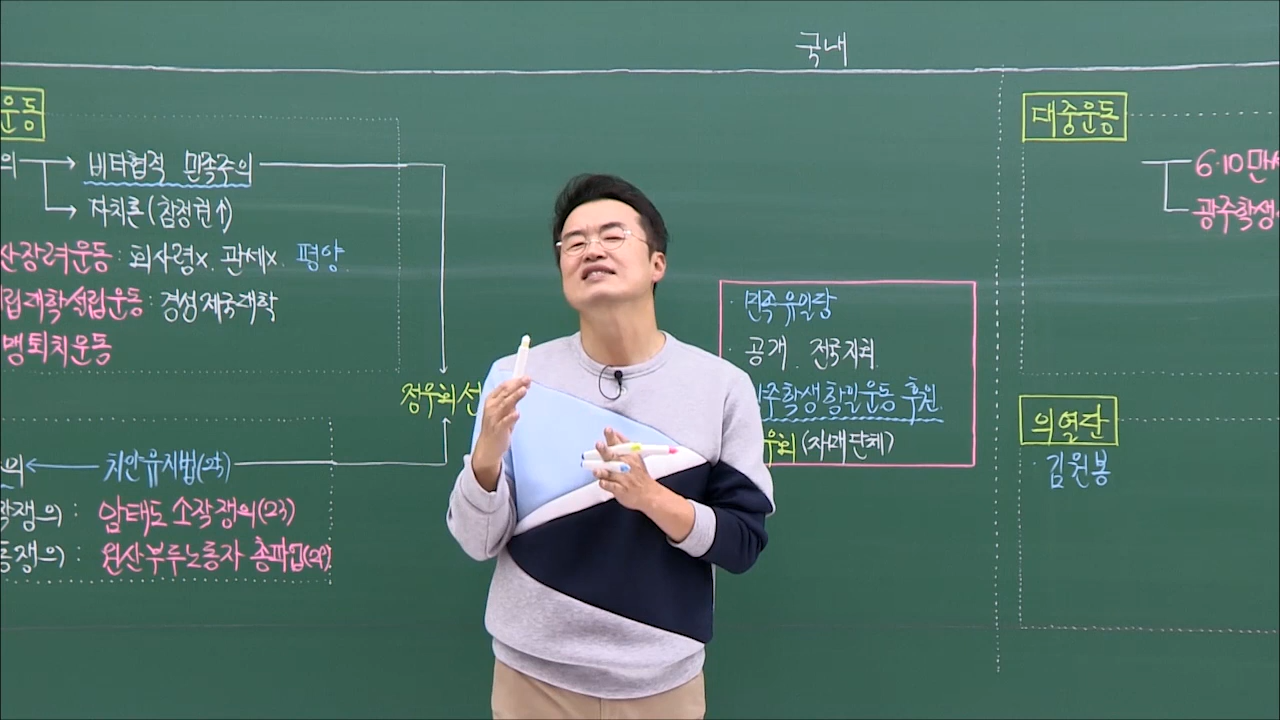 국내
운동
의 → 비타협적 민족주의
자치론(참정권↑)
산장려운동: 회사령×. 관세×. 평양
립대학설립운동: 경성제국대학
맹퇴치운동
정우회선
의 ← 치안유지법(25)
작쟁의: 암태도 소작쟁의(23)
동쟁의: 원산부두노동자 총파업(29)
· 민족유일당
· 공개. 전국지회
주학생항일운동 후원
우회(자매단체)
대중운동
6·10만세
광주학생
의열단
· 김원봉